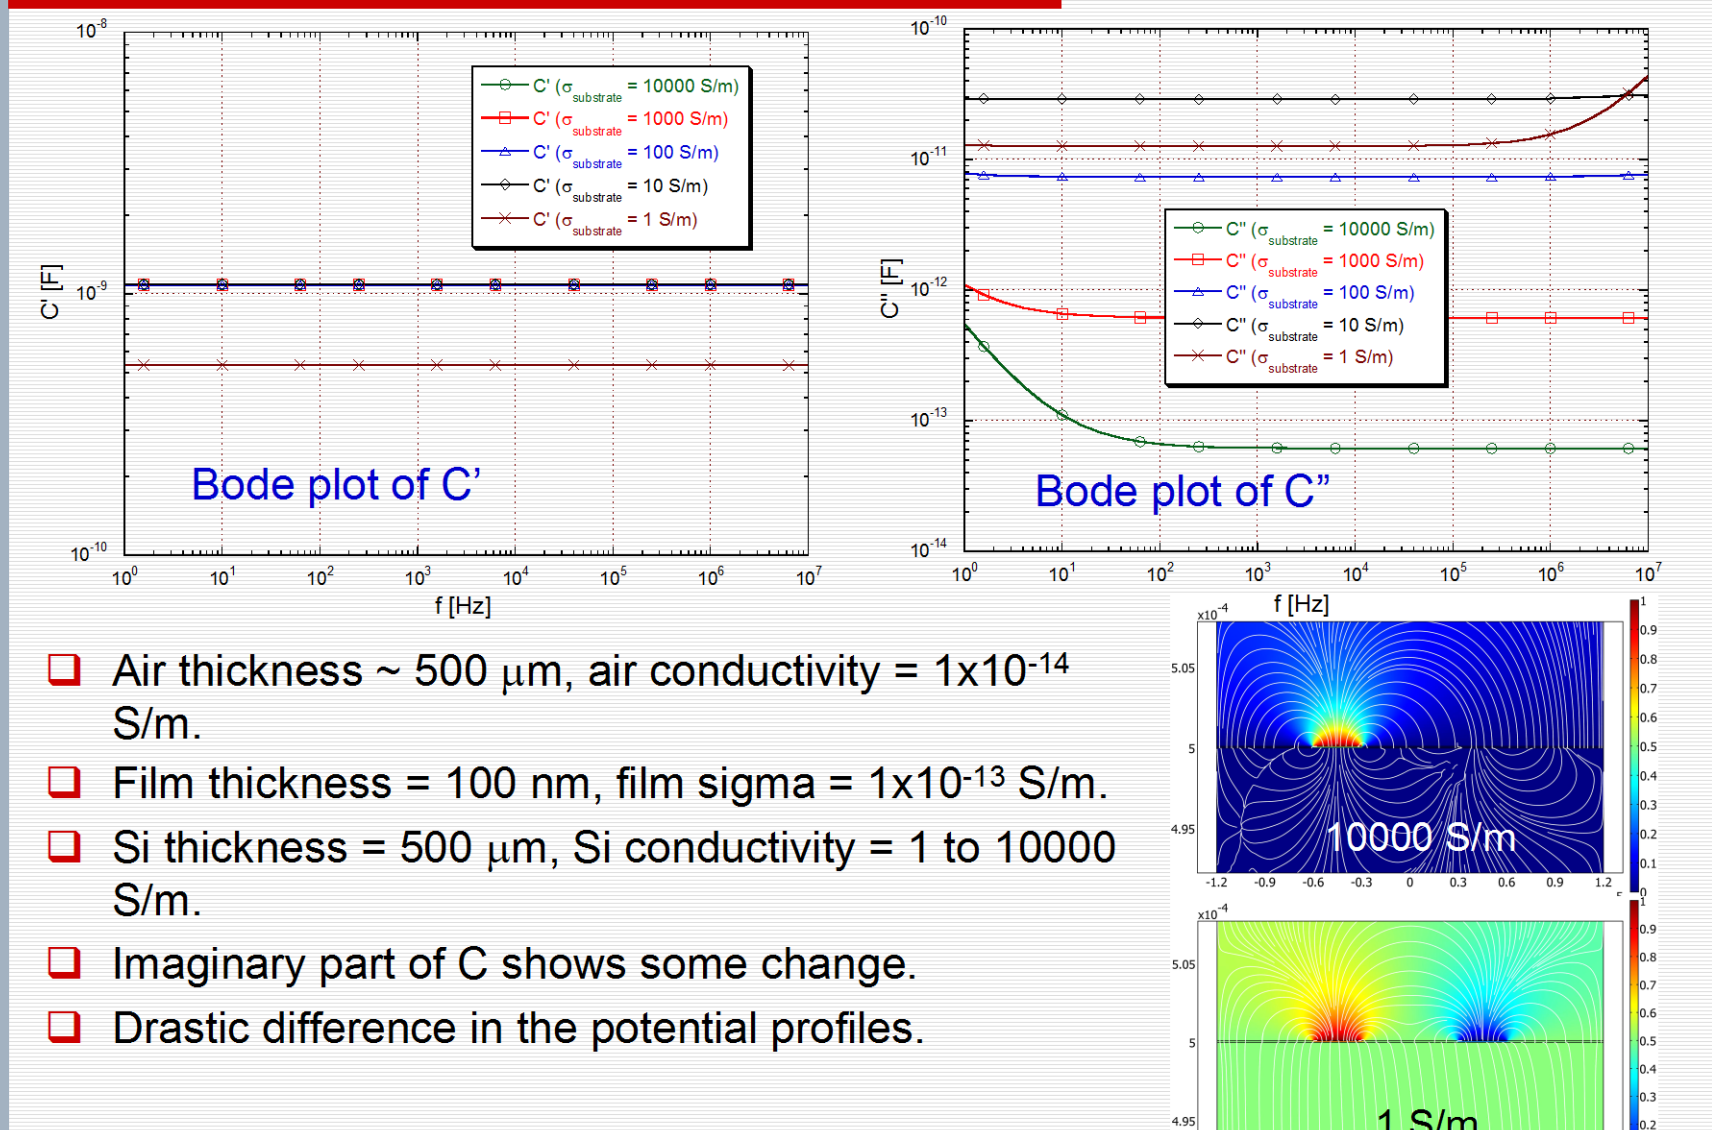 10⁻⁸
10⁻⁹
10⁻¹⁰
C' [F]
C' (σsubstrate = 10000 S/m)
C' (σsubstrate = 1000 S/m)
C' (σsubstrate = 100 S/m)
C' (σsubstrate = 10 S/m)
C' (σsubstrate = 1 S/m)
Bode plot of C’
10⁰ 10¹ 10² 10³ 10⁴ 10⁵ 10⁶ 10⁷
f [Hz]
10⁻¹⁰
10⁻¹¹
10⁻¹²
10⁻¹³
10⁻¹⁴
C" [F]
C" (σsubstrate = 10000 S/m)
C" (σsubstrate = 1000 S/m)
C" (σsubstrate = 100 S/m)
C" (σsubstrate = 10 S/m)
C" (σsubstrate = 1 S/m)
Bode plot of C”
10⁰ 10¹ 10² 10³ 10⁴ 10⁵ 10⁶ 10⁷
f [Hz]
Air thickness ~ 500 μm, air conductivity = 1x10⁻¹⁴
S/m.
Film thickness = 100 nm, film sigma = 1x10⁻¹³ S/m.
Si thickness = 500 μm, Si conductivity = 1 to 10000
S/m.
Imaginary part of C shows some change.
Drastic difference in the potential profiles.
x10⁻⁴
5.05
5
4.95
10000 S/m
-1.2 -0.9 -0.6 -0.3 0 0.3 0.6 0.9 1.2
1
0.9
0.8
0.7
0.6
0.5
0.4
0.3
0.2
0.1
0
x10⁻⁴
5.05
5
4.95
1 S/m
1
0.9
0.8
0.7
0.6
0.5
0.4
0.3
0.2